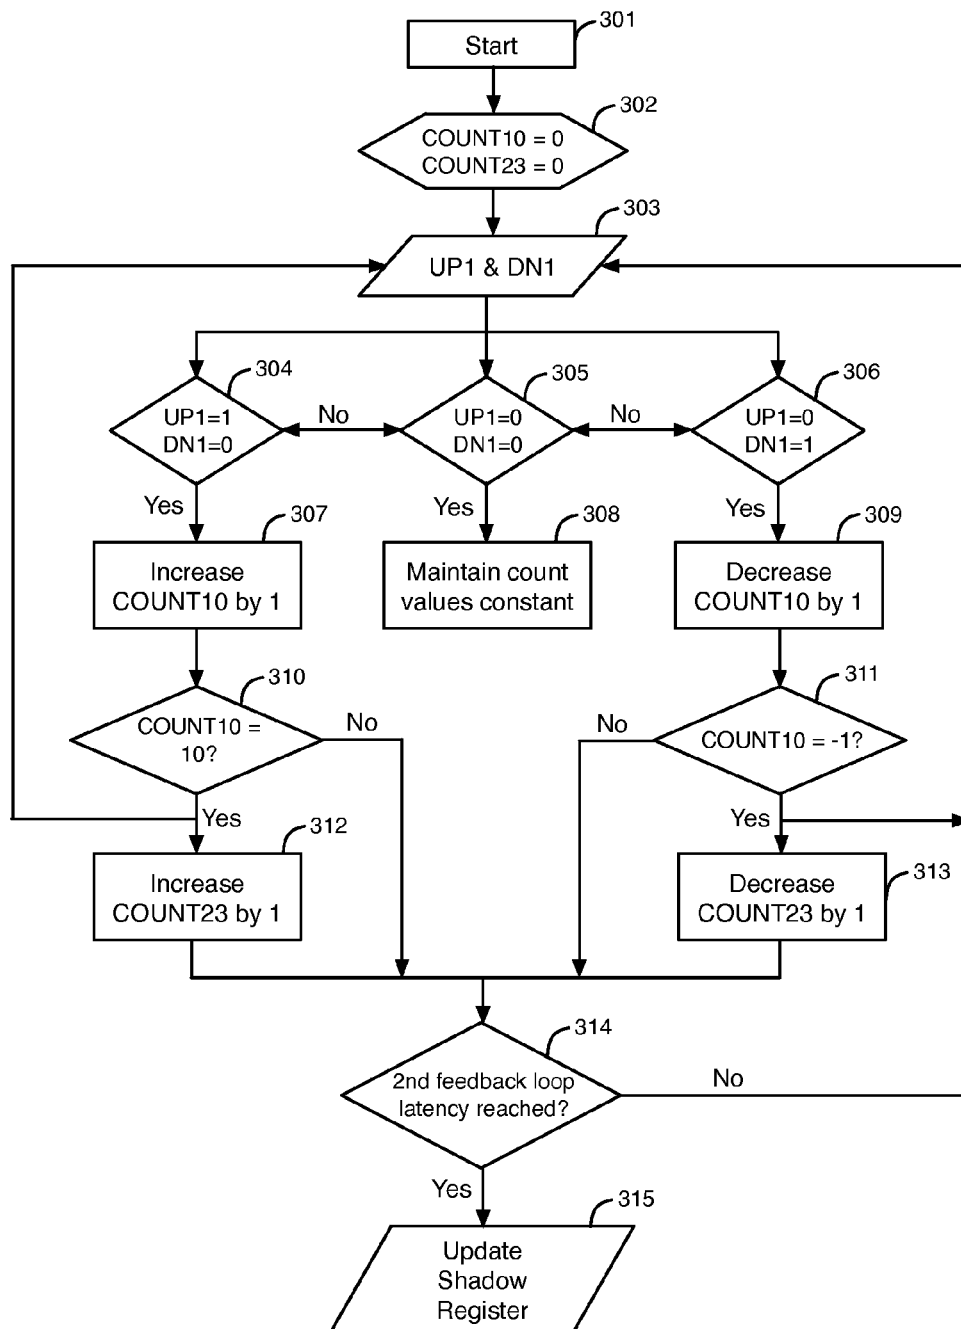 301
Start
302
COUNT10 = 0
COUNT23 = 0
303
UP1 & DN1
304
305
306
UP1=1
DN1=0
No
UP1=0
DN1=0
No
UP1=0
DN1=1
Yes
Yes
Yes
307
308
309
Increase
COUNT10 by 1
Maintain count
values constant
Decrease
COUNT10 by 1
310
311
COUNT10 =
10?
No
No
COUNT10 = -1?
Yes
Yes
312
313
Increase
COUNT23 by 1
Decrease
COUNT23 by 1
314
2nd feedback loop
latency reached?
No
Yes
315
Update
Shadow
Register